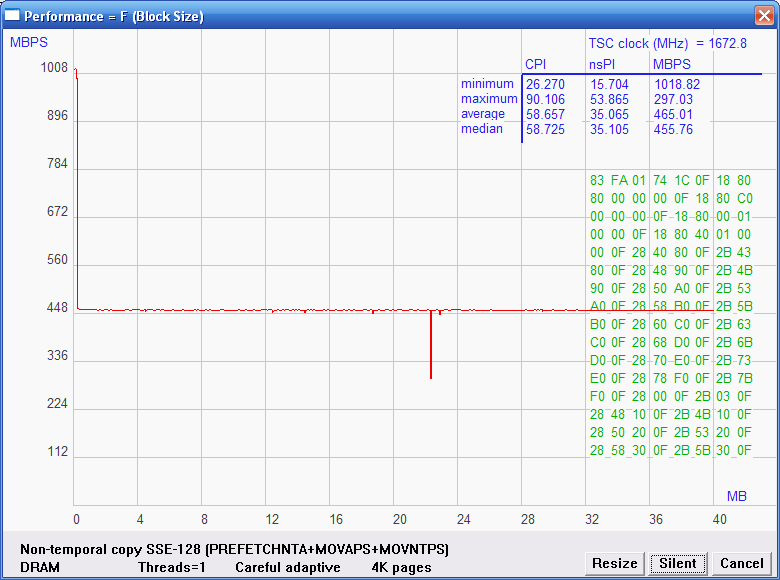 Performance = F (Block Size)
MBPS
TSC clock (MHz) = 1672.8
CPI nsPI MBPS
minimum 26.270 15.704 1018.82
maximum 90.106 53.865 297.03
average 58.657 35.065 465.01
median 58.725 35.105 455.76
1008
896
784
672
560
448
336
224
112
83 FA 01 74 1C 0F 18 80
80 00 00 00 0F 18 80 C0
00 00 00 0F 18 80 00 01
00 00 0F 18 80 40 01 00
00 0F 28 40 80 0F 2B 43
80 0F 28 48 90 0F 2B 4B
90 0F 28 50 A0 0F 2B 53
A0 0F 28 58 B0 0F 2B 5B
B0 0F 28 60 C0 0F 2B 63
C0 0F 28 68 D0 0F 2B 6B
D0 0F 28 70 E0 0F 2B 73
E0 0F 28 78 F0 0F 2B 7B
F0 0F 28 00 0F 2B 03 0F
28 48 10 0F 2B 4B 10 0F
28 50 20 0F 2B 53 20 0F
28 58 30 0F 2B 5B 30 0F
MB
0 4 8 12 16 20 24 28 32 36 40
Non-temporal copy SSE-128 (PREFETCHNTA+MOVAPS+MOVNTPS)
DRAM Threads=1 Careful adaptive 4K pages
Resize Silent Cancel